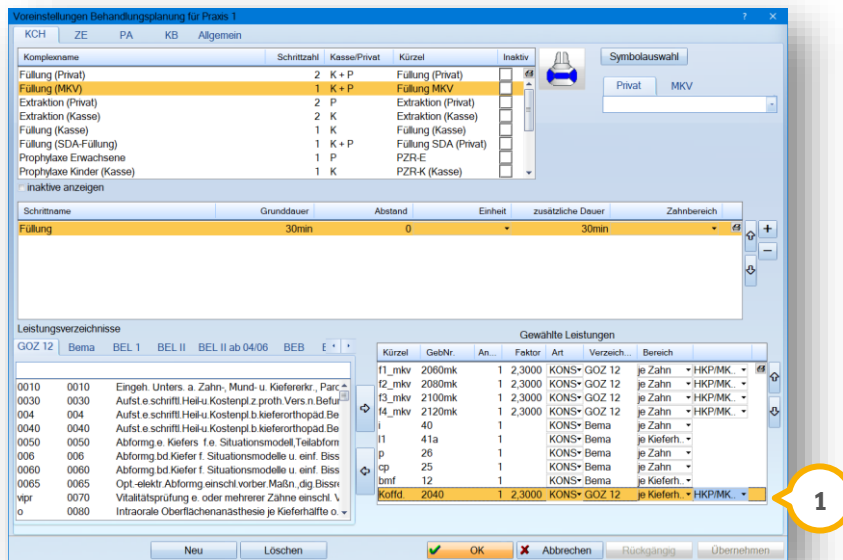 Voreinstellungen Behandlungsplanung für Praxis 1 ? ×
KCH ZE PA KB Allgemein
Komplexname Schrittzahl Kasse/Privat Kürzel Inaktiv
Füllung (Privat) 2 K + P Füllung (Privat)
Füllung (MKV) 1 K + P Füllung MKV
Extraktion (Privat) 2 P Extraktion (Privat)
Extraktion (Kasse) 2 K Extraktion (Kasse)
Füllung (Kasse) 1 K Füllung (Kasse)
Füllung (SDA-Füllung) 1 K + P Füllung SDA (Privat)
Prophylaxe Erwachsene 1 P PZR-E
Prophylaxe Kinder (Kasse) 1 K PZR-K (Kasse)
inaktive anzeigen
Symbolauswahl
Privat MKV
Schrittname Grunddauer Abstand Einheit zusätzliche Dauer Zahnbereich
Füllung 30min 0 30min
+
−
Leistungsverzeichnisse
GOZ 12 Bema BEL 1 BEL II BEL II ab 04/06 BEB
0010 0010 Eingeh. Unters. a. Zahn-, Mund- u. Kiefererkr., Parc
0030 0030 Aufst.e.schriftl.Heil-u.Kostenpl.z.proth.Vers.n.Befur
004 004 Aufst.e.schriftl.Heil-u.Kostenpl.b.kieferorthopad.Be
0040 0040 Aufst.e.schriftl.Heil-u.Kostenpl.b.kieferorthopad.Be
0050 0050 Abformg.e. Kiefers f.e. Situationsmodell,Teilabform
006 006 Abformg.bd.Kiefer f. Situationsmodelle u. einf. Biss
0060 0060 Abformg.bd.Kiefer f. Situationsmodelle u. einf. Biss
0065 0065 Opt.-elektr.Abformg.einschl.vorber.Maßn.,dig.Bissre
vipr 0070 Vitalitätsprüfung e. oder mehrerer Zähne einschl. V
o 0080 Intraorale Oberflächenanästhesie je Kieferhälfte o.
Gewählte Leistungen
Kürzel GebNr. An... Faktor Art Verzeich... Bereich
f1_mkv 2060mk 1 2,3000 KONS GOZ 12 je Zahn HKP/MK..
f2_mkv 2080mk 1 2,3000 KONS GOZ 12 je Zahn HKP/MK..
f3_mkv 2100mk 1 2,3000 KONS GOZ 12 je Zahn HKP/MK..
f4_mkv 2120mk 1 2,3000 KONS GOZ 12 je Zahn HKP/MK..
i 40 1 KONS Bema je Zahn
l1 41a 1 KONS Bema je Kieferh..
p 26 1 KONS Bema je Zahn
cp 25 1 KONS Bema je Zahn
bmf 12 1 KONS Bema je Kieferh..
Koffd. 2040 1 2,3000 KONS GOZ 12 je Kieferh.. HKP/MK..
1
Neu Löschen OK Abbrechen Rückgängig Übernehmen